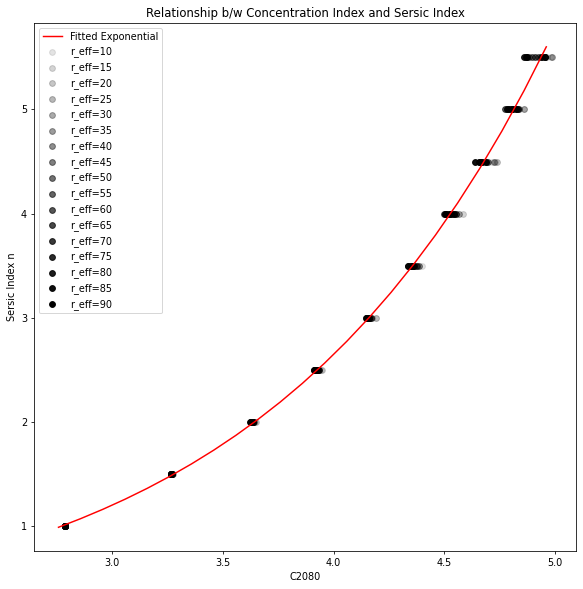 Relationship b/w Concentration Index and Sersic Index
Fitted Exponential
r_eff=10
r_eff=15
r_eff=20
r_eff=25
r_eff=30
r_eff=35
r_eff=40
r_eff=45
r_eff=50
r_eff=55
r_eff=60
r_eff=65
r_eff=70
r_eff=75
r_eff=80
r_eff=85
r_eff=90
Sersic Index n
5
4
3
2
1
3.0 3.5 4.0 4.5 5.0
C2080